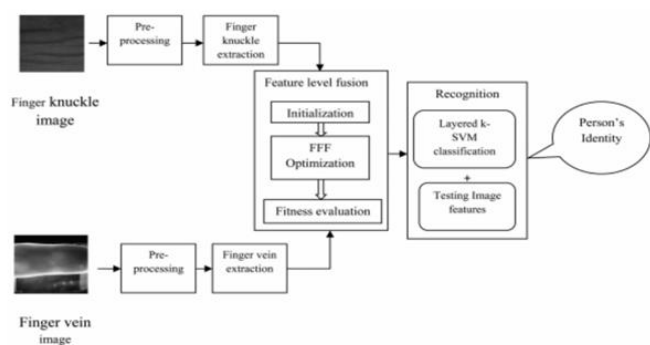 Finger knuckle
image
Pre-
processing
Finger
knuckle
extraction
Feature level fusion
Initialization
FFF
Optimization
Fitness evaluation
Recognition
Layered k-
SVM
classification
+
Testing Image
features
Person's
Identity
Finger vein
image
Pre-
processing
Finger vein
extraction